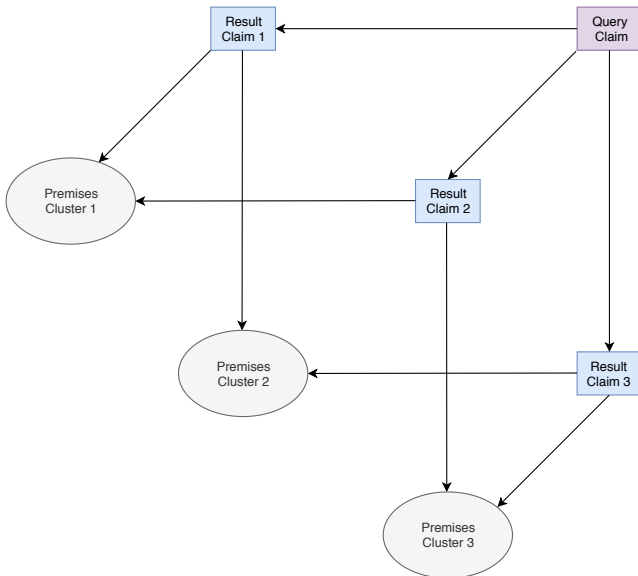 Result
Claim 1
Query
Claim
Premises
Cluster 1
Result
Claim 2
Premises
Cluster 2
Result
Claim 3
Premises
Cluster 3